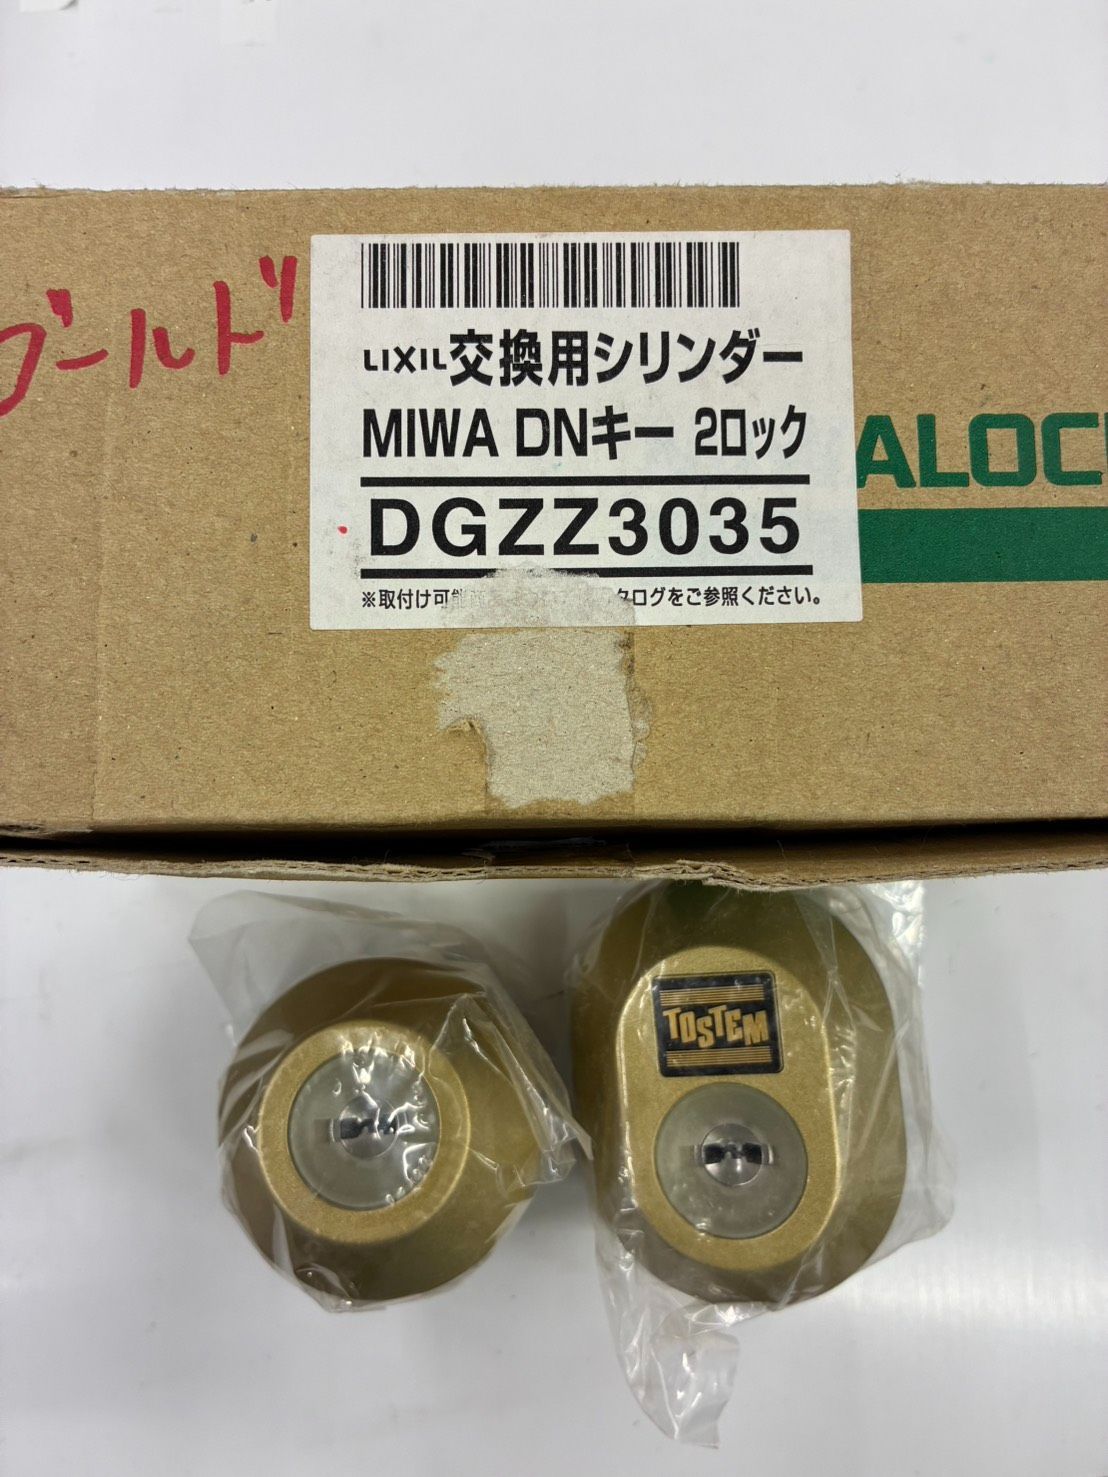 ゴールド
LIXIL交換用シリンダー
MIWA DNキー 2ロック
DGZZ3035
※取付け可能
タログをご参照ください。
ALOC
TOSTEM